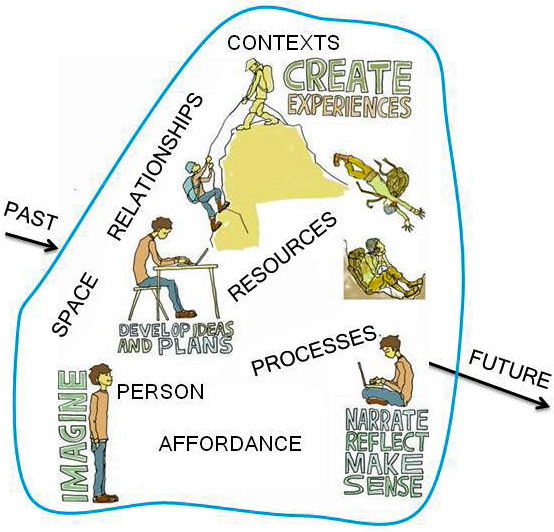 CONTEXTS
CREATE
EXPERIENCES
RELATIONSHIPS
PAST
RESOURCES
SPACE
DEVELOP IDEAS
AND PLANS
PROCESSES
FUTURE
IMAGINE
PERSON
AFFORDANCE
NARRATE
REFLECT
MAKE
SENSE